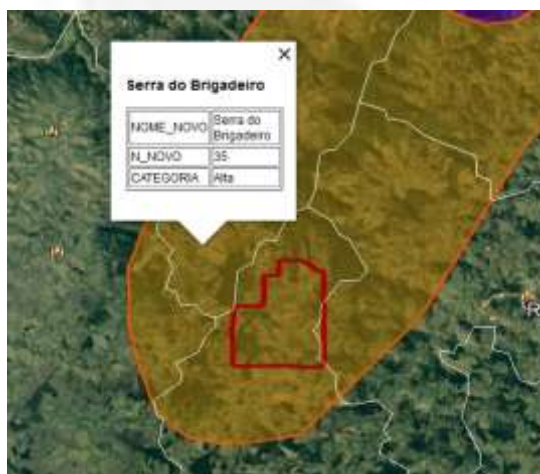 Serra do Brigadeiro
NOME_NOVO Serra do
Brigadeiro
N_NOVO 35
CATEGORIA Alta
R